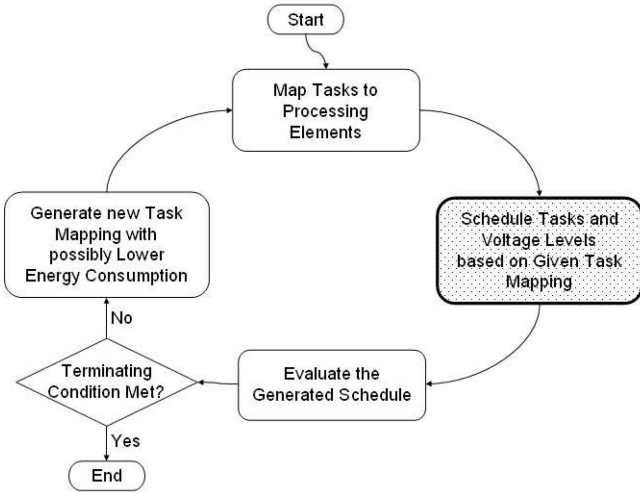 Start
Map Tasks to
Processing
Elements
Schedule Tasks and
Voltage Levels
based on Given Task
Mapping
Generate new Task
Mapping with
possibly Lower
Energy Consumption
No
Terminating
Condition Met?
Evaluate the
Generated Schedule
Yes
End